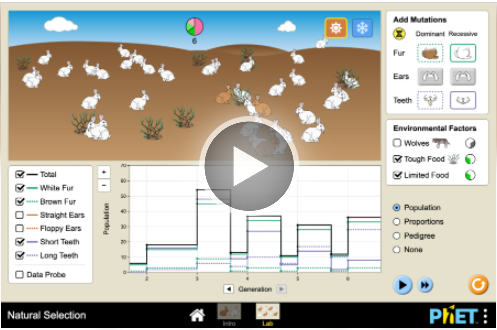 Add Mutations
Dominant Recessive
6
Fur
Ears
Teeth
Environmental Factors
Wolves
Tough Food
Limited Food
Total
White Fur
Brown Fur
Straight Ears
Floppy Ears
Short Teeth
Long Teeth
Data Probe
+
−
Population
70
60
50
40
30
20
10
0
2 3 4 5 6
Generation
Population
Proportions
Pedigree
None
Natural Selection
Intro
Lab
PhET